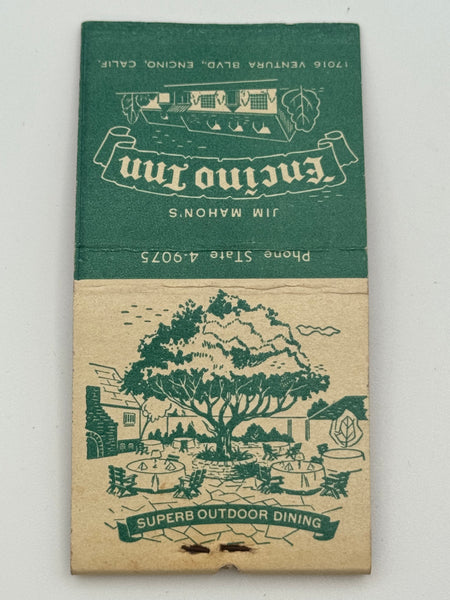 JIM MAHON'S
Encino Inn
17016 VENTURA BLVD., ENCINO, CALIF.
Phone STate 4-9075
SUPERB OUTDOOR DINING